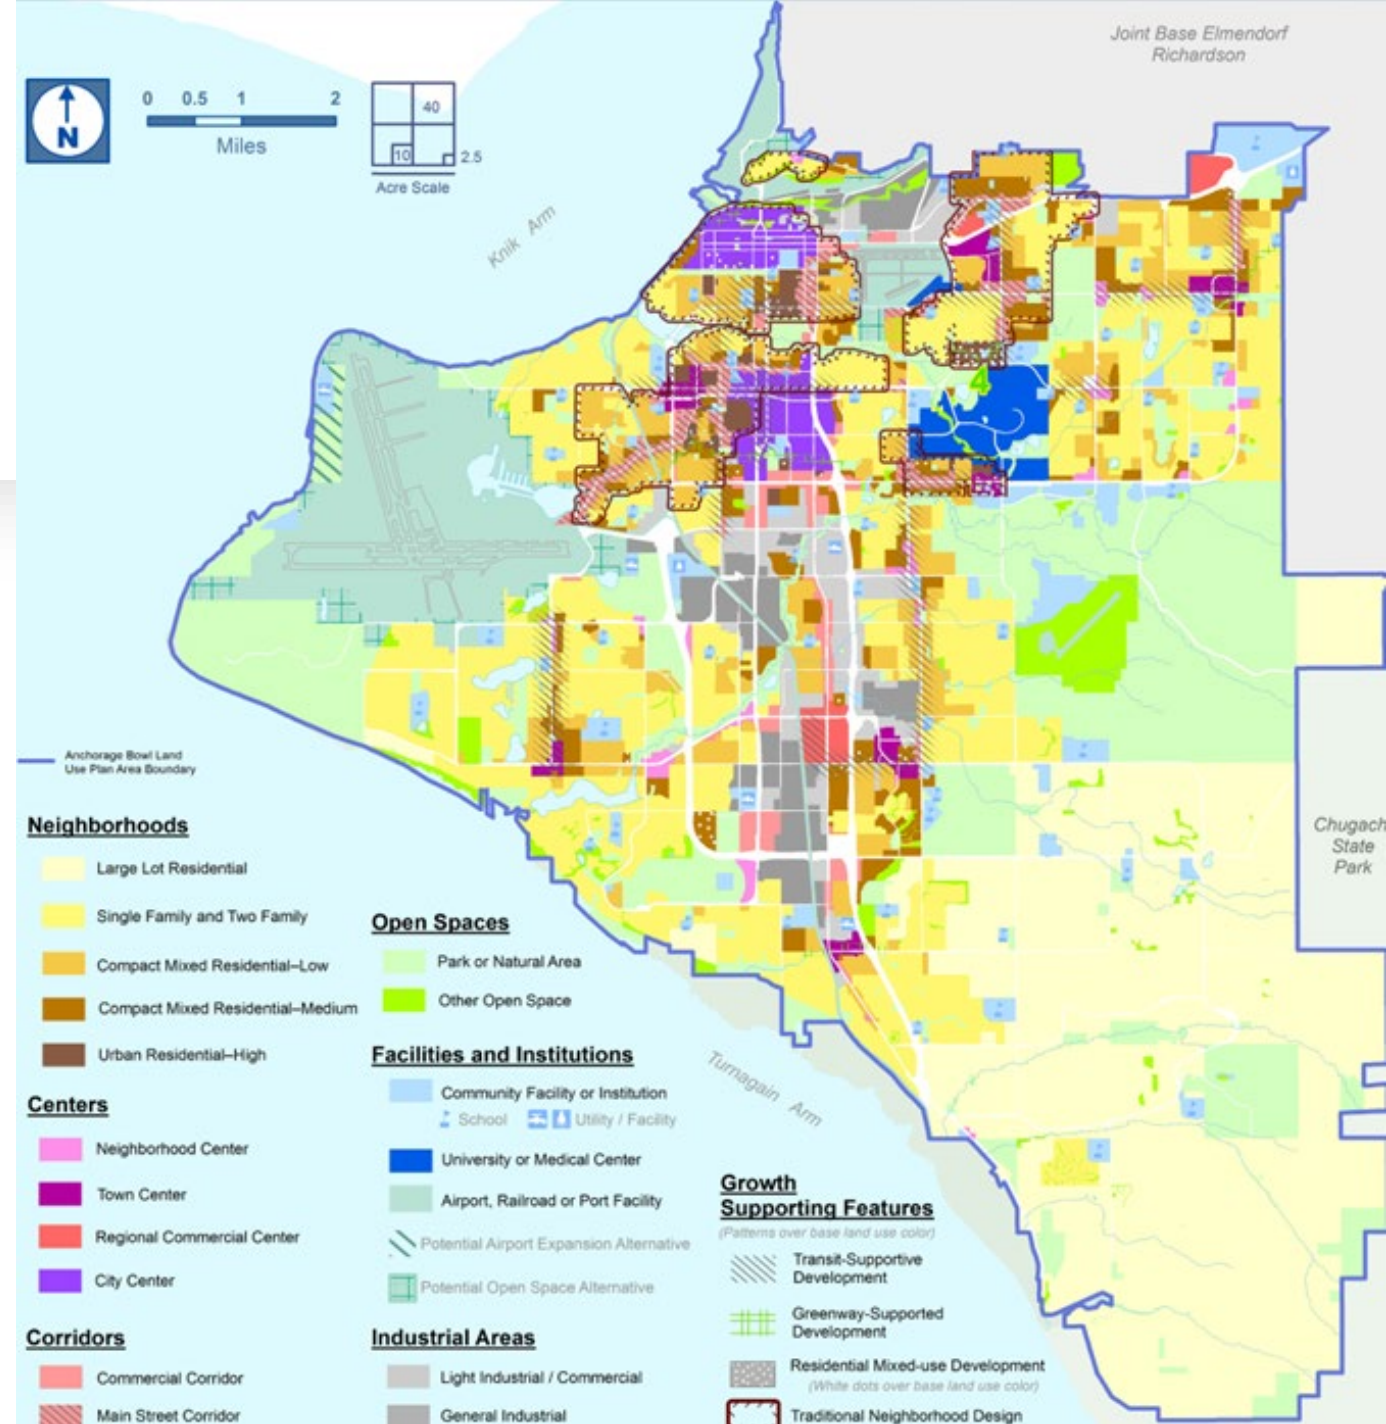 Joint Base Elmendorf
Richardson
0 0.5 1 2
Miles
N
40
10
2.5
Acre Scale
Knik Arm
4
Anchorage Bowl Land
Use Plan Area Boundary
Chugach
State
Park
Turnagain Arm
Neighborhoods
Large Lot Residential
Single Family and Two Family
Compact Mixed Residential–Low
Compact Mixed Residential–Medium
Urban Residential–High
Centers
Neighborhood Center
Town Center
Regional Commercial Center
City Center
Corridors
Commercial Corridor
Main Street Corridor
Open Spaces
Park or Natural Area
Other Open Space
Facilities and Institutions
Community Facility or Institution
School Utility / Facility
University or Medical Center
Airport, Railroad or Port Facility
Potential Airport Expansion Alternative
Potential Open Space Alternative
Industrial Areas
Light Industrial / Commercial
General Industrial
Growth
Supporting Features
(Patterns over base land use color)
Transit-Supportive
Development
Greenway-Supported
Development
Residential Mixed-use Development
(White dots over base land use color)
Traditional Neighborhood Design